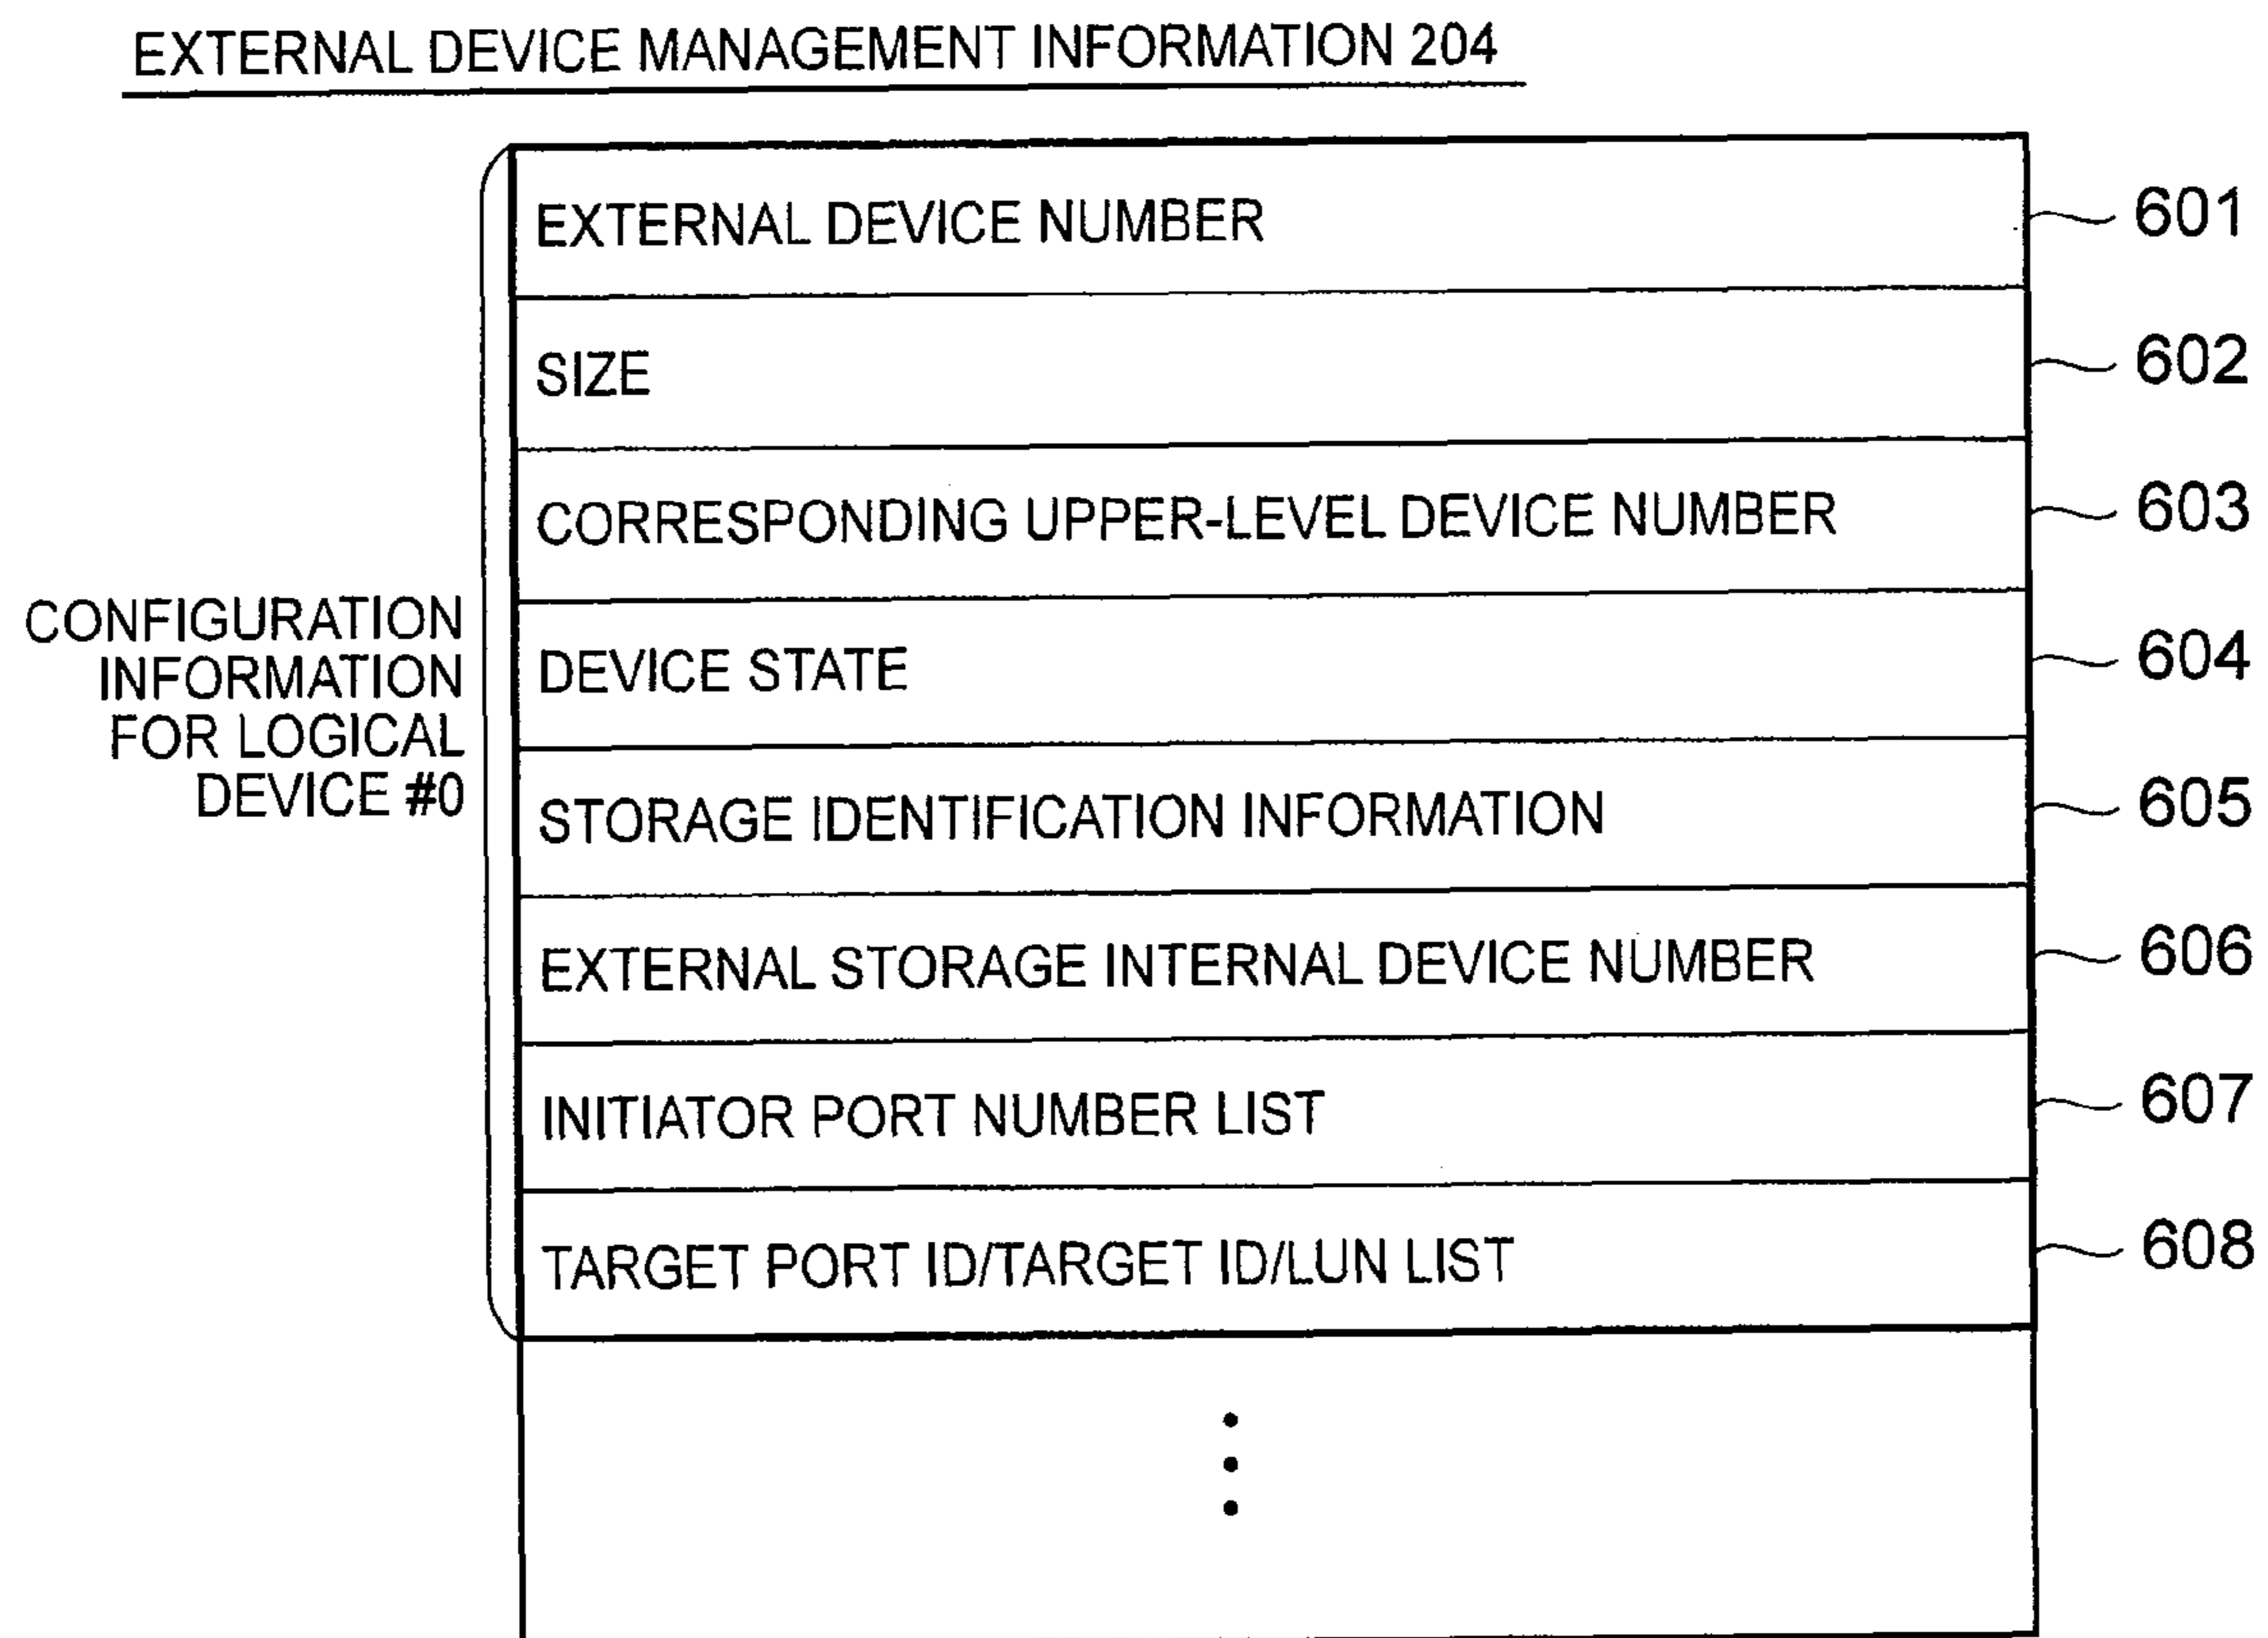 EXTERNAL DEVICE MANAGEMENT INFORMATION 204
EXTERNAL DEVICE NUMBER 601
SIZE 602
CORRESPONDING UPPER-LEVEL DEVICE NUMBER 603
CONFIGURATION
INFORMATION
FOR LOGICAL
DEVICE #0
DEVICE STATE 604
STORAGE IDENTIFICATION INFORMATION 605
EXTERNAL STORAGE INTERNAL DEVICE NUMBER 606
INITIATOR PORT NUMBER LIST 607
TARGET PORT ID/TARGET ID/LUN LIST 608